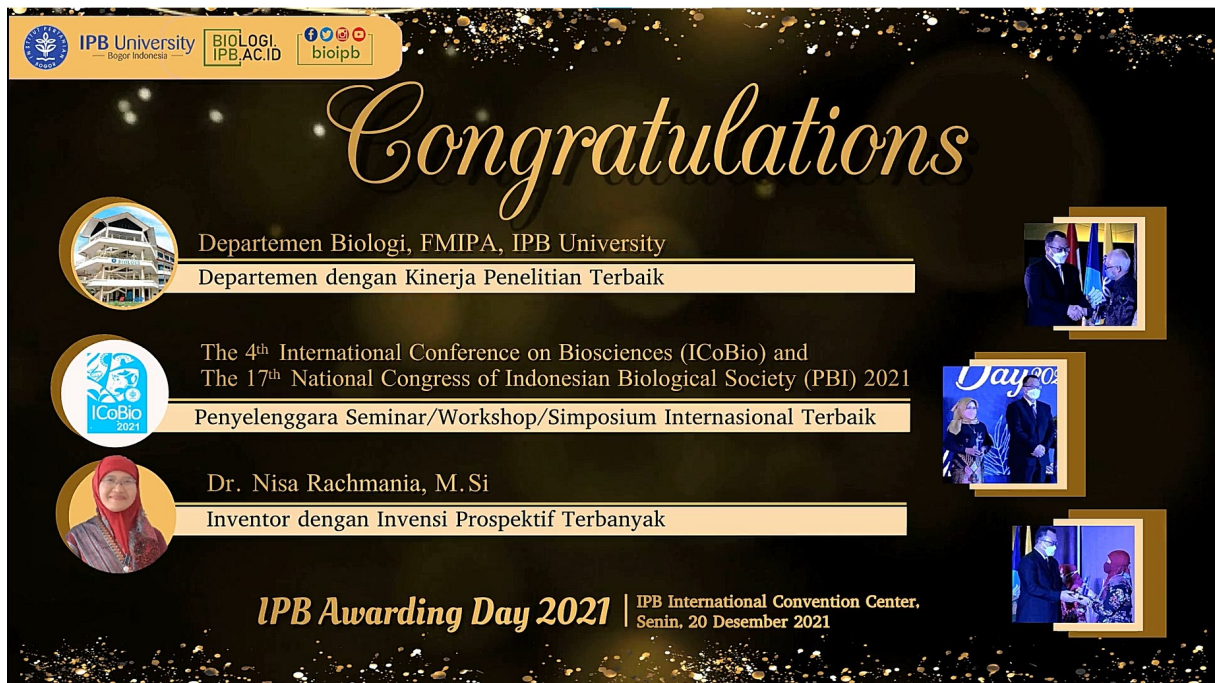 IPB University
Bogor Indonesia
BIOLOGI.
IPB.AC.ID
bioipb
Congratulations
Departemen Biologi, FMIPA, IPB University
Departemen dengan Kinerja Penelitian Terbaik
The 4th International Conference on Biosciences (ICoBio) and
The 17th National Congress of Indonesian Biological Society (PBI) 2021
Penyelenggara Seminar/Workshop/Simposium Internasional Terbaik
ICoBio
2021
Dr. Nisa Rachmania, M.Si
Inventor dengan Invensi Prospektif Terbanyak
IPB Awarding Day 2021
IPB International Convention Center,
Senin, 20 Desember 2021
BIOLOGI
Day 202